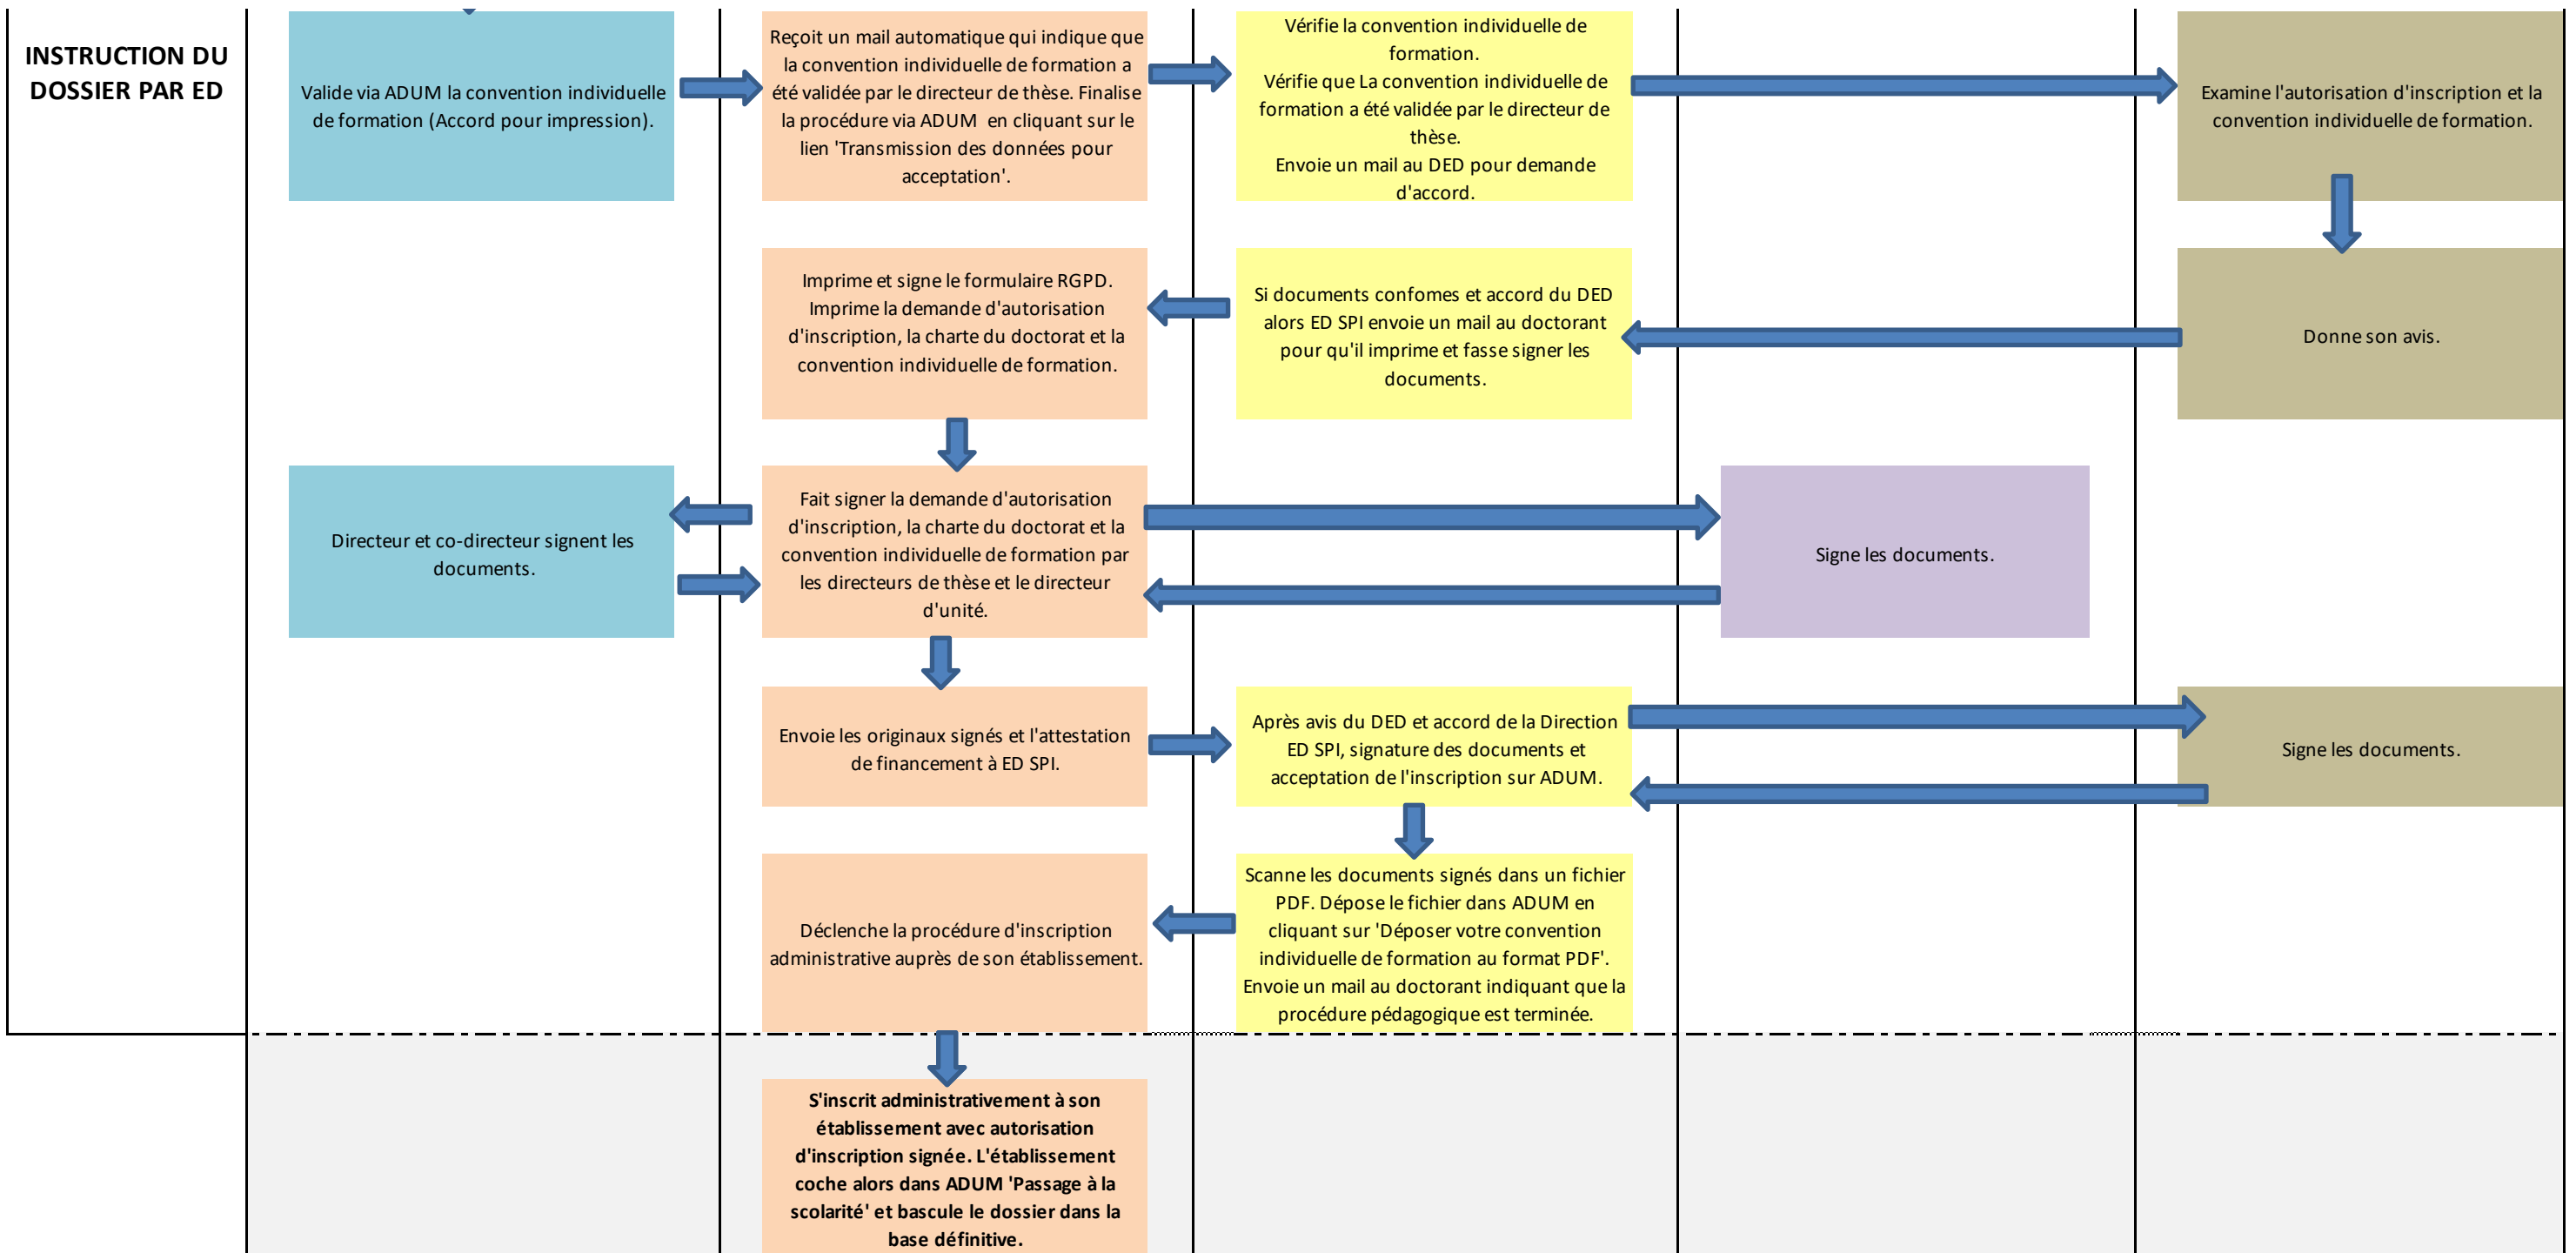 INSTRUCTION DU
DOSSIER PAR ED
Valide via ADUM la convention individuelle
de formation (Accord pour impression).
Reçoit un mail automatique qui indique que
la convention individuelle de formation a
été validée par le directeur de thèse. Finalise
la procédure via ADUM en cliquant sur le
lien 'Transmission des données pour
acceptation'.
Vérifie la convention individuelle de
formation.
Vérifie que La convention individuelle de
formation a été validée par le directeur de
thèse.
Envoie un mail au DED pour demande
d'accord.
Examine l'autorisation d'inscription et la
convention individuelle de formation.
Imprime et signe le formulaire RGPD.
Imprime la demande d'autorisation
d'inscription, la charte du doctorat et la
convention individuelle de formation.
Si documents confomes et accord du DED
alors ED SPI envoie un mail au doctorant
pour qu'il imprime et fasse signer les
documents.
Donne son avis.
Directeur et co-directeur signent les
documents.
Fait signer la demande d'autorisation
d'inscription, la charte du doctorat et la
convention individuelle de formation par
les directeurs de thèse et le directeur
d'unité.
Signe les documents.
Envoie les originaux signés et l'attestation
de financement à ED SPI.
Après avis du DED et accord de la Direction
ED SPI, signature des documents et
acceptation de l'inscription sur ADUM.
Signe les documents.
Déclenche la procédure d'inscription
administrative auprès de son établissement.
Scanne les documents signés dans un fichier
PDF. Dépose le fichier dans ADUM en
cliquant sur 'Déposer votre convention
individuelle de formation au format PDF'.
Envoie un mail au doctorant indiquant que la
procédure pédagogique est terminée.
S'inscrit administrativement à son
établissement avec autorisation
d'inscription signée. L'établissement
coche alors dans ADUM 'Passage à la
scolarité' et bascule le dossier dans la
base définitive.